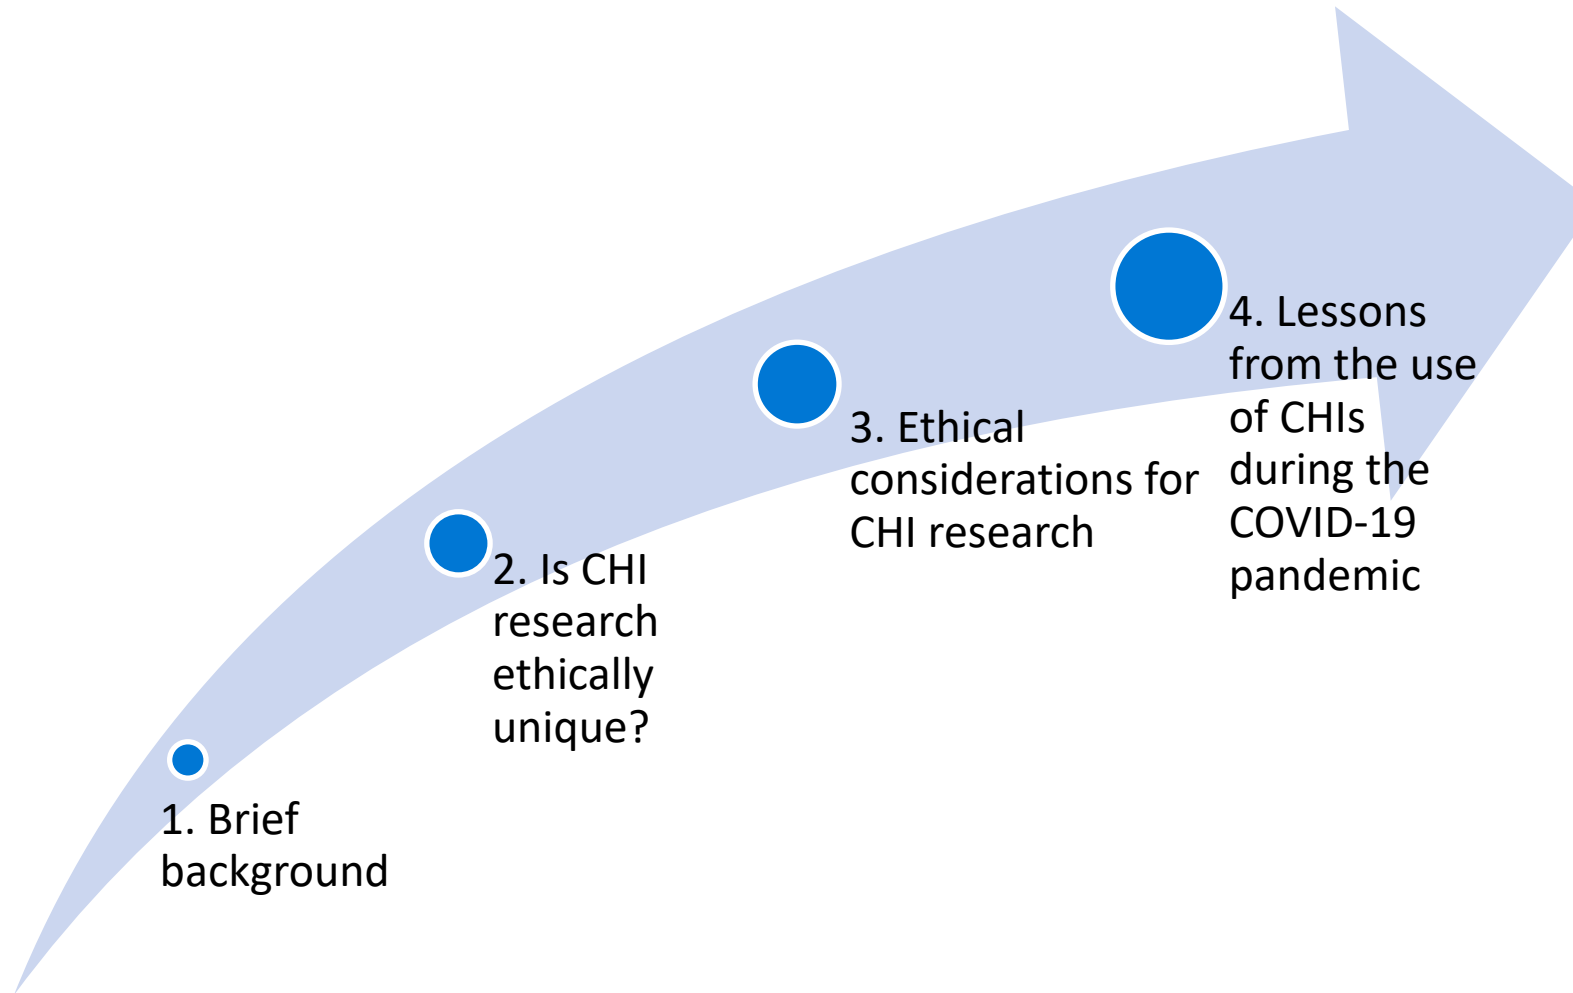 1. Brief
background
2. Is CHI
research
ethically
unique?
3. Ethical
considerations for
CHI research
4. Lessons
from the use
of CHIs
during the
COVID-19
pandemic